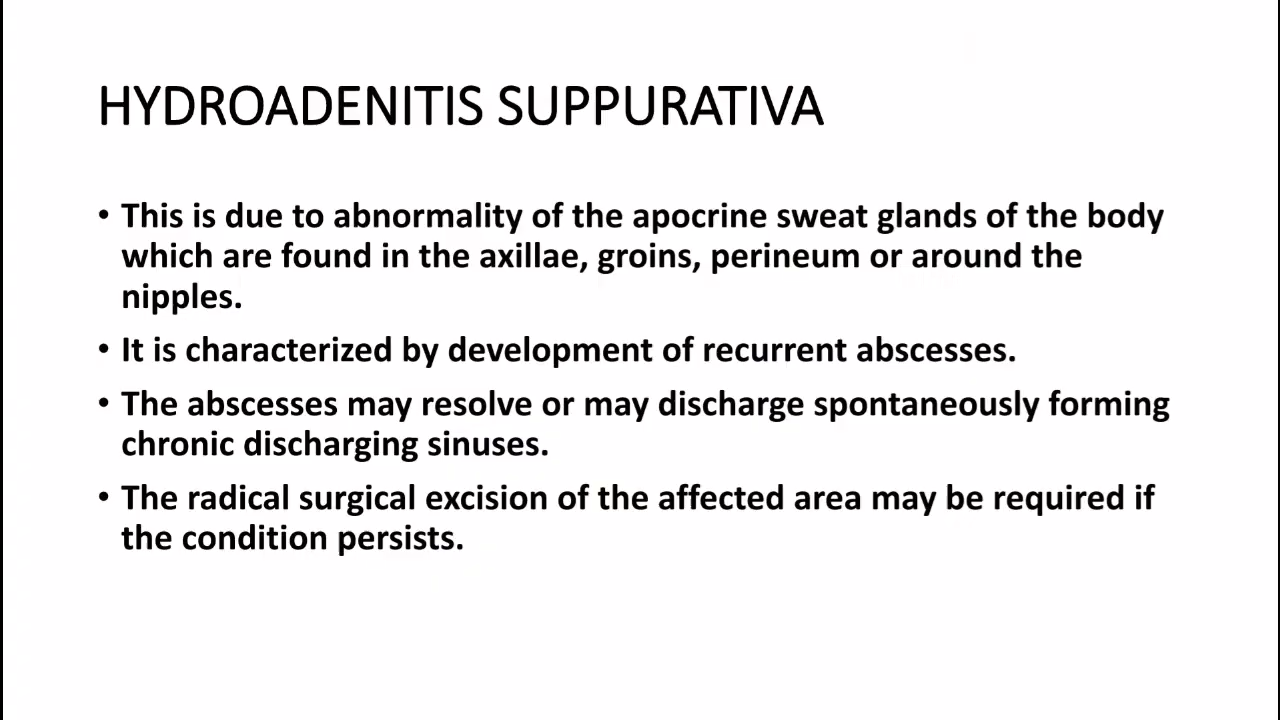 HYDROADENITIS SUPPURATIVA
• This is due to abnormality of the apocrine sweat glands of the body
which are found in the axillae, groins, perineum or around the
nipples.
• It is characterized by development of recurrent abscesses.
• The abscesses may resolve or may discharge spontaneously forming
chronic discharging sinuses.
• The radical surgical excision of the affected area may be required if
the condition persists.